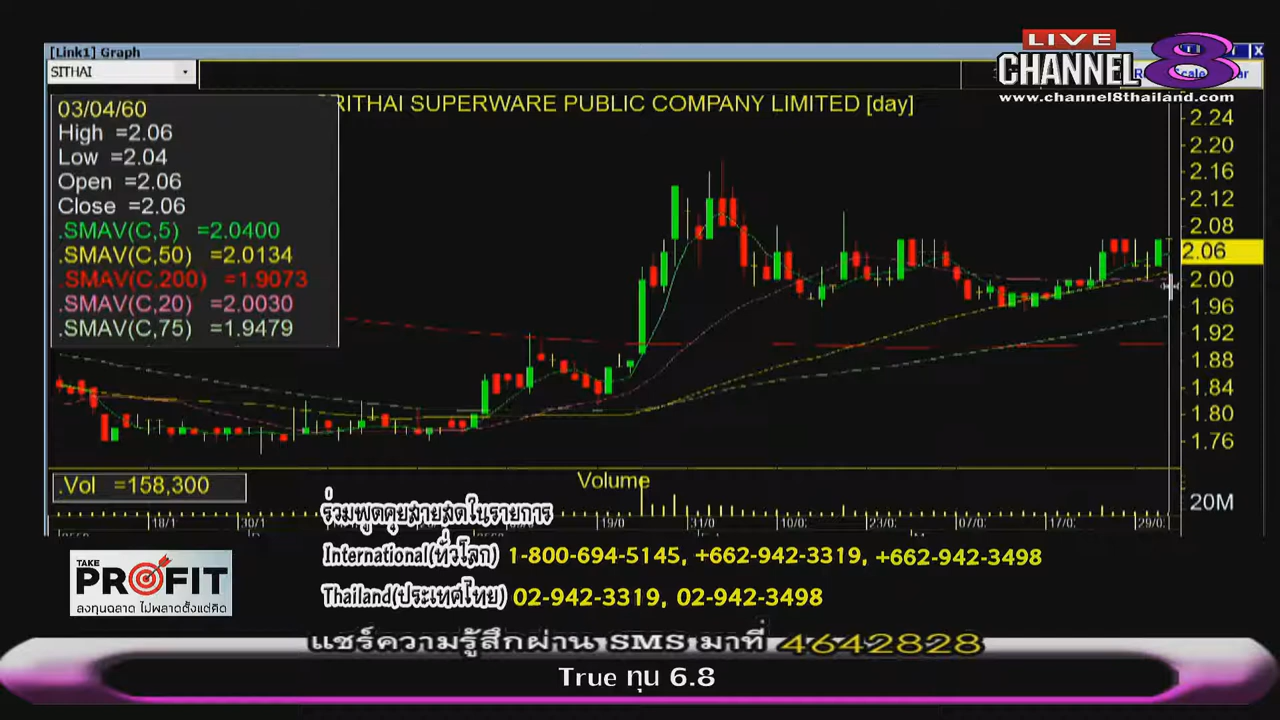 [Link1] Graph
SITHAI
LIVE
CHANNEL 8
www.channel8thailand.com
03/04/60
High =2.06
Low =2.04
Open =2.06
Close =2.06
.SMAV(C,5) =2.0400
.SMAV(C,50) =2.0134
.SMAV(C,200) =1.9073
.SMAV(C,20) =2.0030
.SMAV(C,75) =1.9479
RITHAI SUPERWARE PUBLIC COMPANY LIMITED [day]
2.24
2.20
2.16
2.12
2.08
2.06
2.00
1.96
1.92
1.88
1.84
1.80
1.76
.Vol =158,300
Volume
20M
18/1 30/1 19/0 31/0 10/0 23/0 07/0 17/0 29/0
ร่วมพูดคุยสายสดในรายการ
International(ทั่วโลก) 1-800-694-5145, +662-942-3319, +662-942-3498
Thailand(ประเทศไทย) 02-942-3319, 02-942-3498
TAKE
PROFIT
ลงทุนฉลาด ไม่พลาดตั้งแต่คิด
แชร์ความรู้สึกผ่าน SMS มาที่ 4642828
True ทุน 6.8